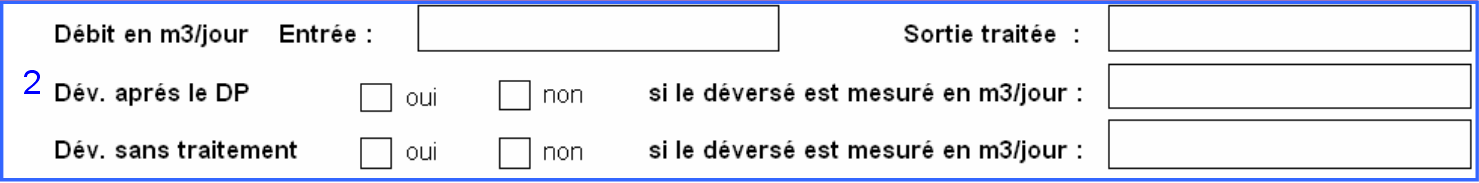 Débit en m3/jour Entrée : Sortie traitée :
2 Dév. aprés le DP oui non si le déversé est mesuré en m3/jour :
Dév. sans traitement oui non si le déversé est mesuré en m3/jour :